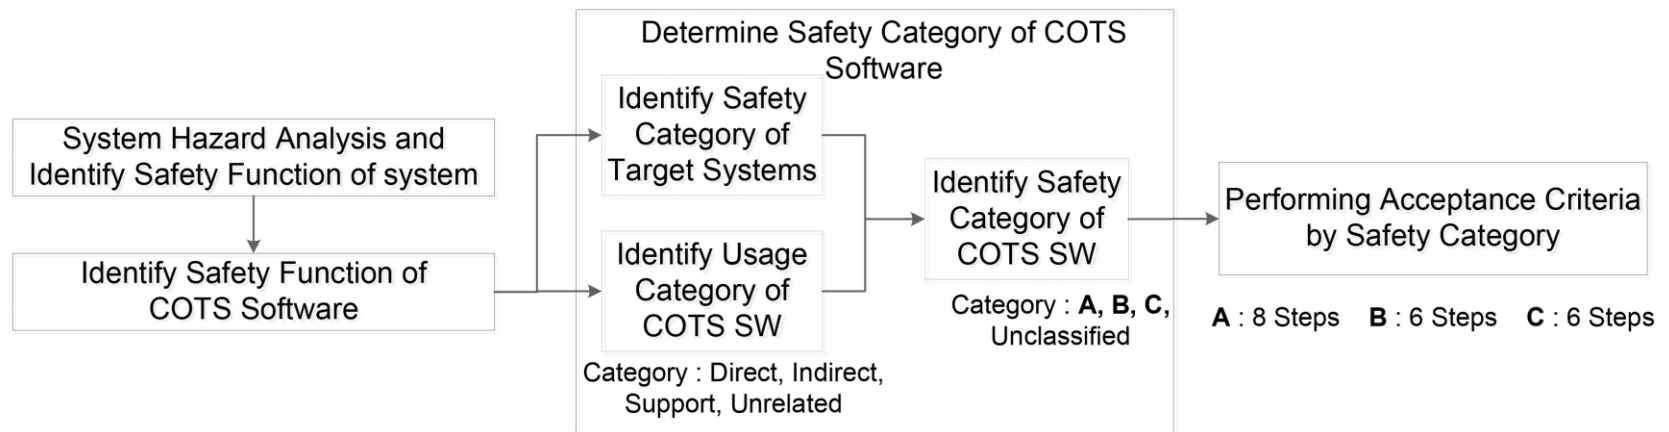 Determine Safety Category of COTS
Software
System Hazard Analysis and
Identify Safety Function of system
Identify Safety Function of
COTS Software
Identify Safety
Category of
Target Systems
Identify Usage
Category of
COTS SW
Category : Direct, Indirect,
Support, Unrelated
Identify Safety
Category of
COTS SW
Category : A, B, C,
Unclassified
Performing Acceptance Criteria
by Safety Category
A : 8 Steps B : 6 Steps C : 6 Steps